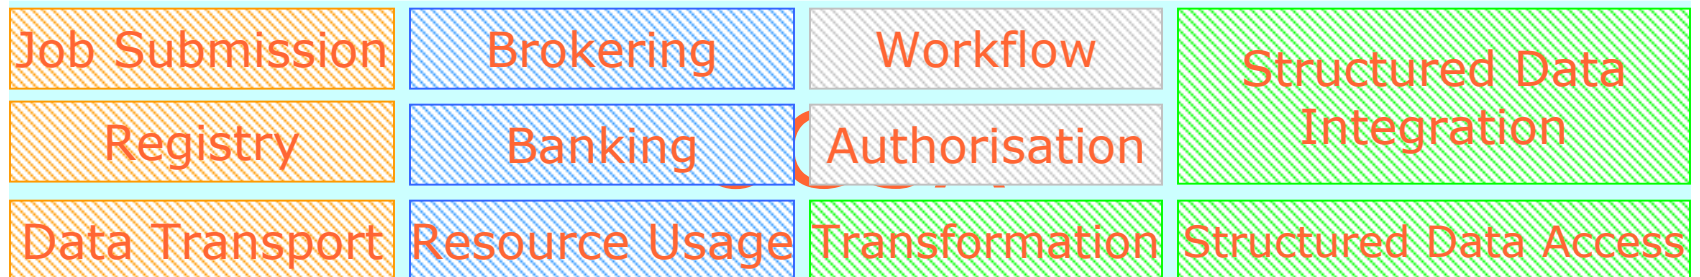 Job Submission
Brokering
Workflow
Structured Data
Integration
Registry
Banking
Authorisation
Data Transport
Resource Usage
Transformation
Structured Data Access